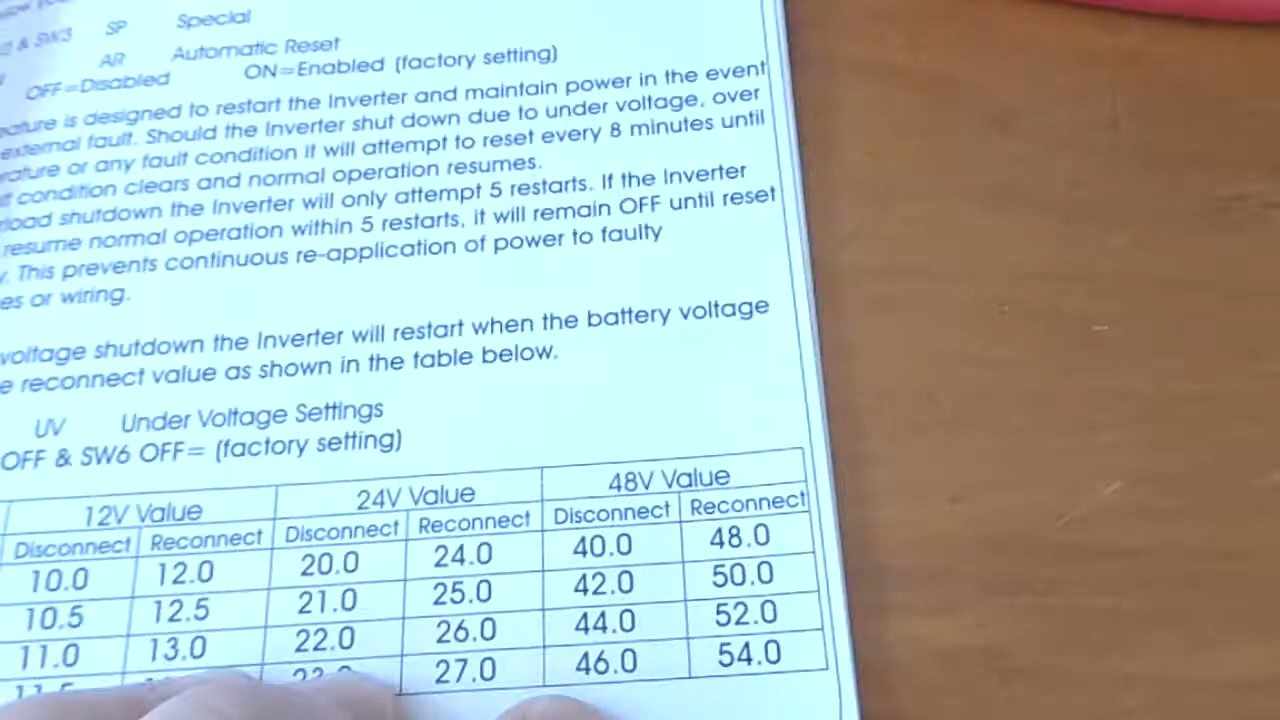 & SW3 SP Special
AR Automatic Reset
OFF=Disabled ON=Enabled (factory setting)
is designed to restart the Inverter and maintain power in the event
external fault. Should the Inverter shut down due to under voltage, over
or any fault condition it will attempt to reset every 8 minutes until
condition clears and normal operation resumes.
shutdown the Inverter will only attempt 5 restarts. If the Inverter
resume normal operation within 5 restarts, it will remain OFF until reset
. This prevents continuous re-application of power to faulty
or wiring.
voltage shutdown the Inverter will restart when the battery voltage
reconnect value as shown in the table below.
UV Under Voltage Settings
OFF & SW6 OFF= (factory setting)
12V Value 24V Value 48V Value
Disconnect Reconnect Disconnect Reconnect Disconnect Reconnect
10.0 12.0 20.0 24.0 40.0 48.0
10.5 12.5 21.0 25.0 42.0 50.0
11.0 13.0 22.0 26.0 44.0 52.0
27.0 46.0 54.0